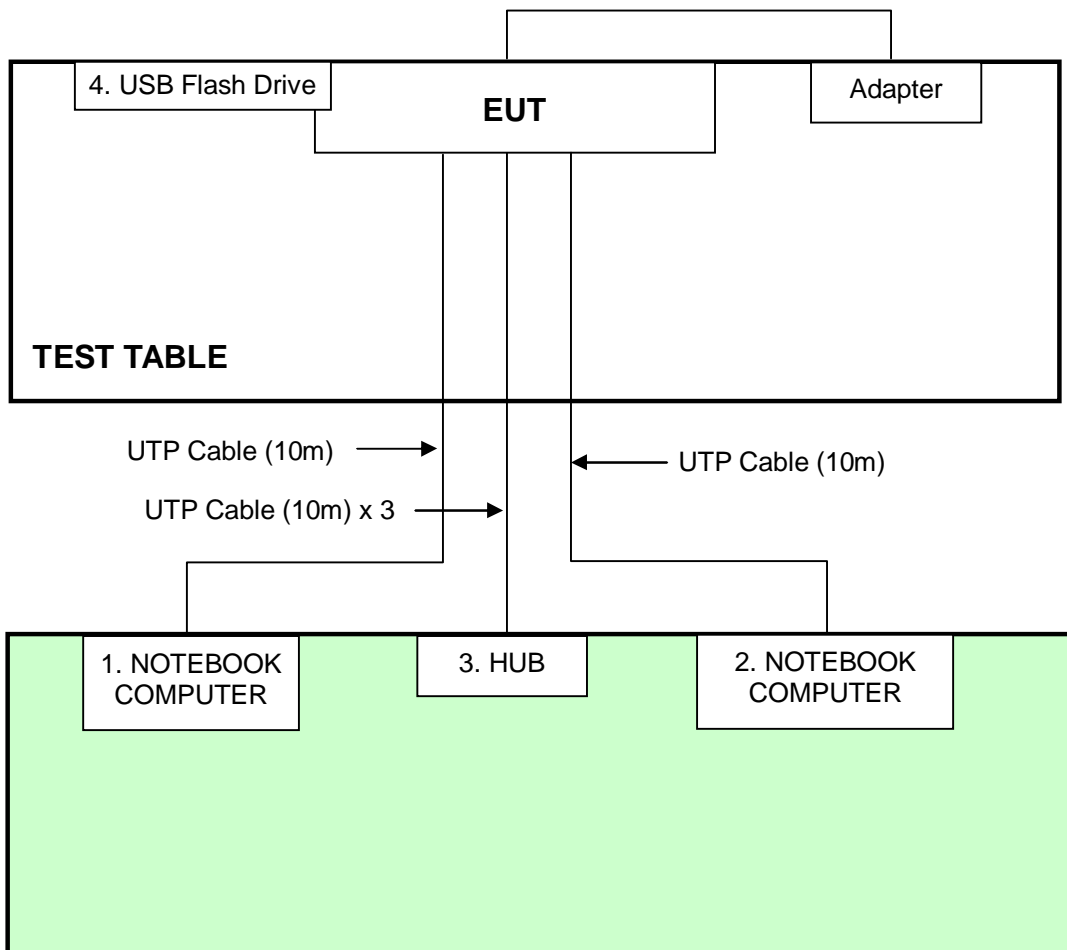 4. USB Flash Drive
EUT
Adapter
TEST TABLE
UTP Cable (10m)
UTP Cable (10m)
UTP Cable (10m) x 3
1. NOTEBOOK
COMPUTER
3. HUB
2. NOTEBOOK
COMPUTER